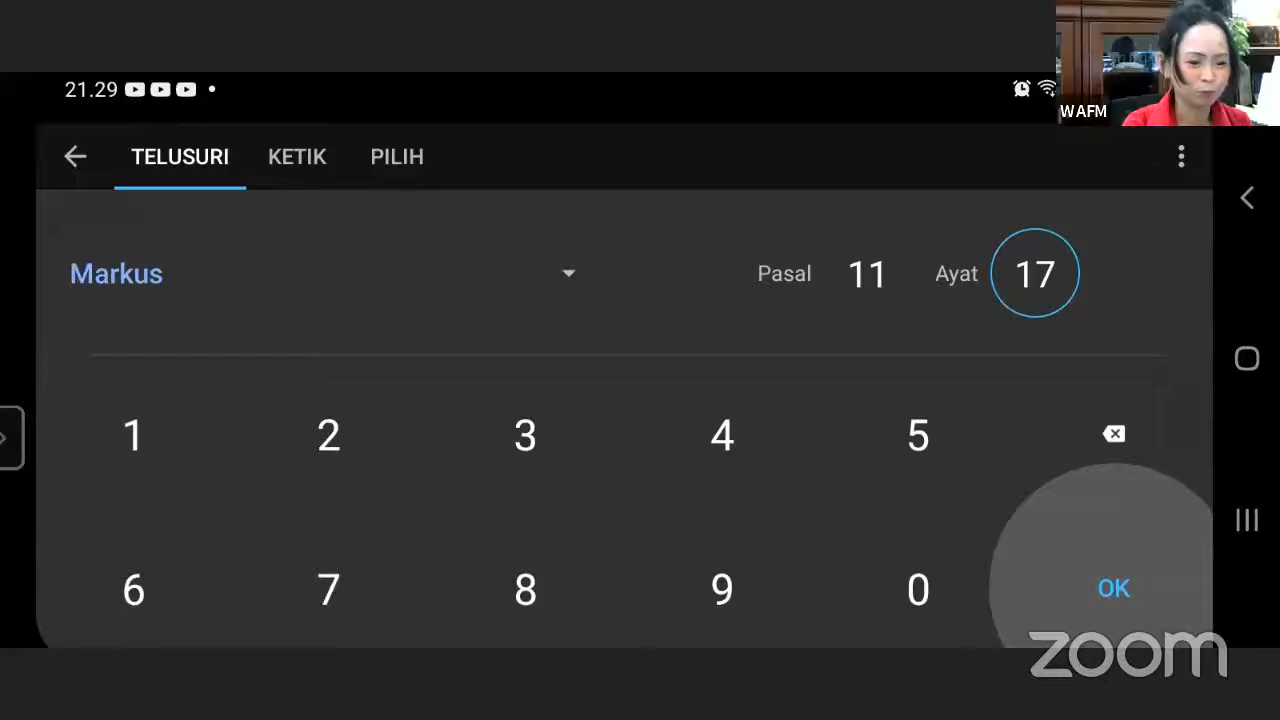 WAFM
21.29
TELUSURI KETIK PILIH
Markus Pasal 11 Ayat 17
1 2 3 4 5
6 7 8 9 0 OK
zoom